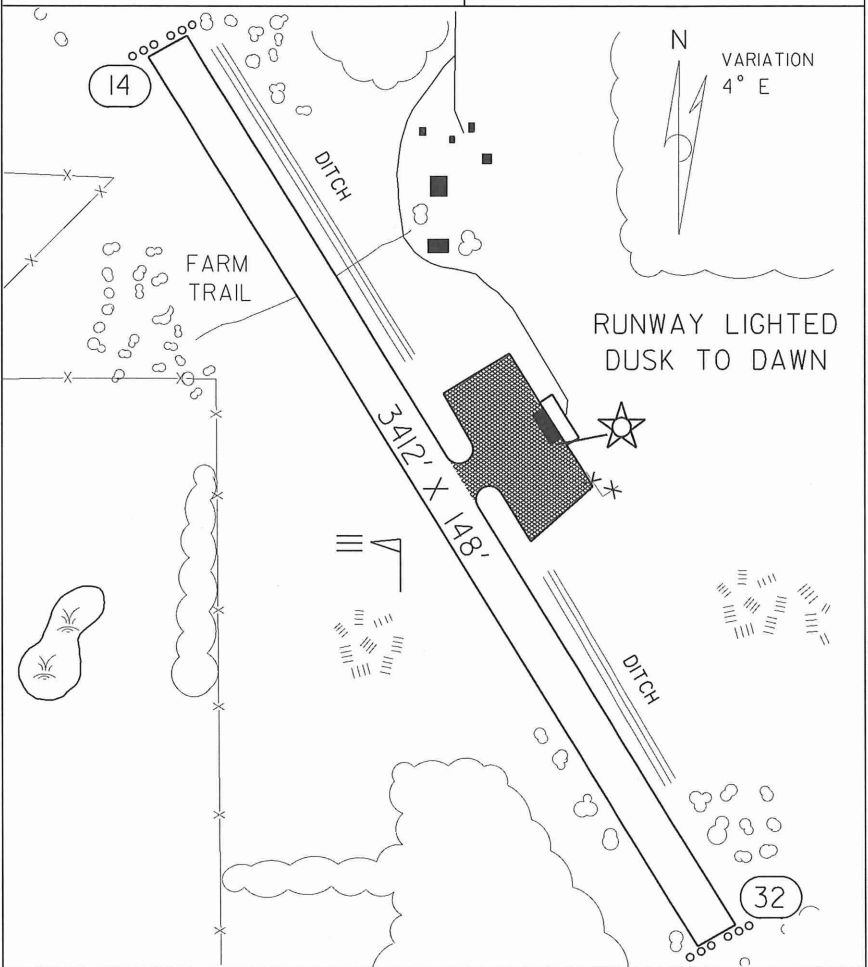 N
VARIATION
4° E
14
DITCH
FARM
TRAIL
RUNWAY LIGHTED
DUSK TO DAWN
3412' X 148'
DITCH
32